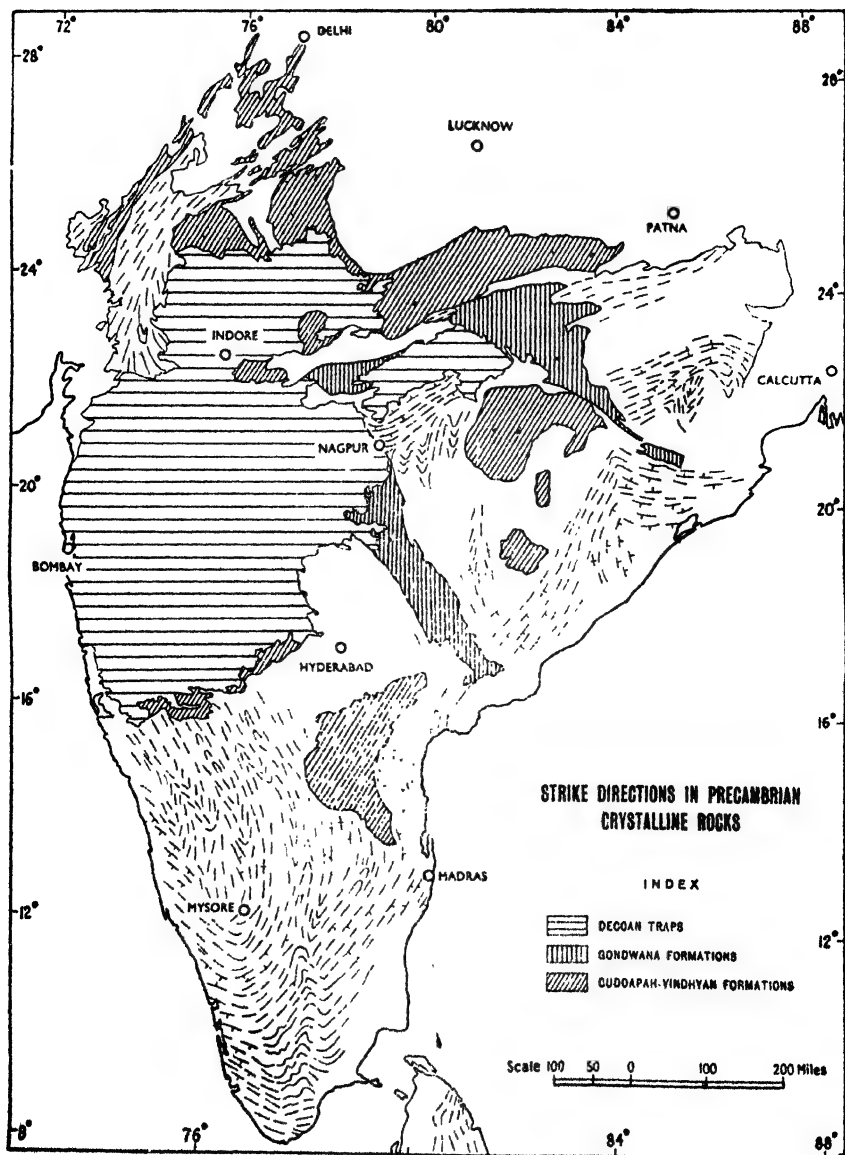 72° 76° 80° 84° 88°
28° DELHI 28°
LUCKNOW
PATNA
24° 24°
INDORE
CALCUTTA
NAGPUR
20° 20°
BOMBAY
HYDERABAD
16° 16°
STRIKE DIRECTIONS IN PRECAMBRIAN
CRYSTALLINE ROCKS
INDEX
MADRAS
MYSORE
12° 12°
DECCAN TRAPS
GONDWANA FORMATIONS
CUDDAPAH-VINDHYAN FORMATIONS
Scale 100 50 0 100 200 Miles
8° 76° 80° 84° 88°